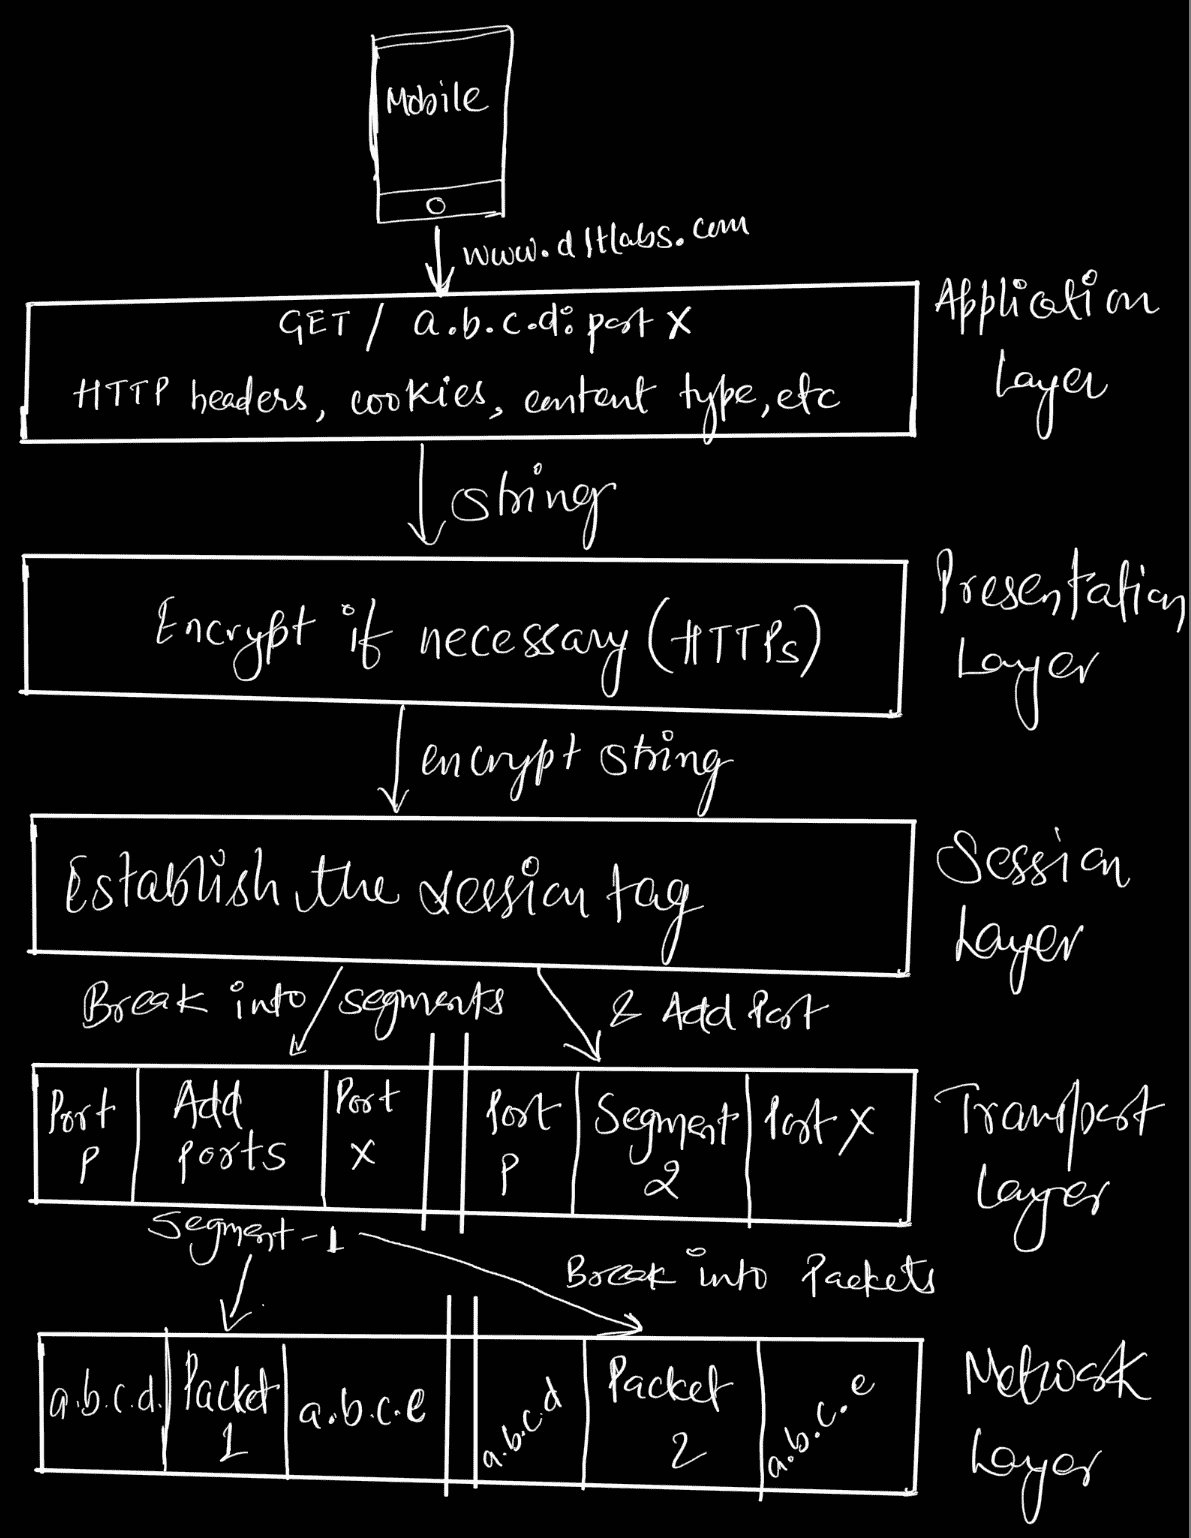 Mobile
www.dltlabs.com
GET / a.b.c.d: port X
HTTP headers, cookies, content type, etc
Application
Layer
string
Encrypt if necessary (HTTPs)
Presentation
Layer
encrypt string
Establish the session tag
Session
Layer
Break into segments & Add Port
Port P
Add ports
Port X
Port P
Segment 2
Port X
Transport
Layer
Segment-1
Break into Packets
a.b.c.d.
Packet 1
a.b.c.e
a.b.c.d
Packet 2
a.b.c.e
Network
Layer